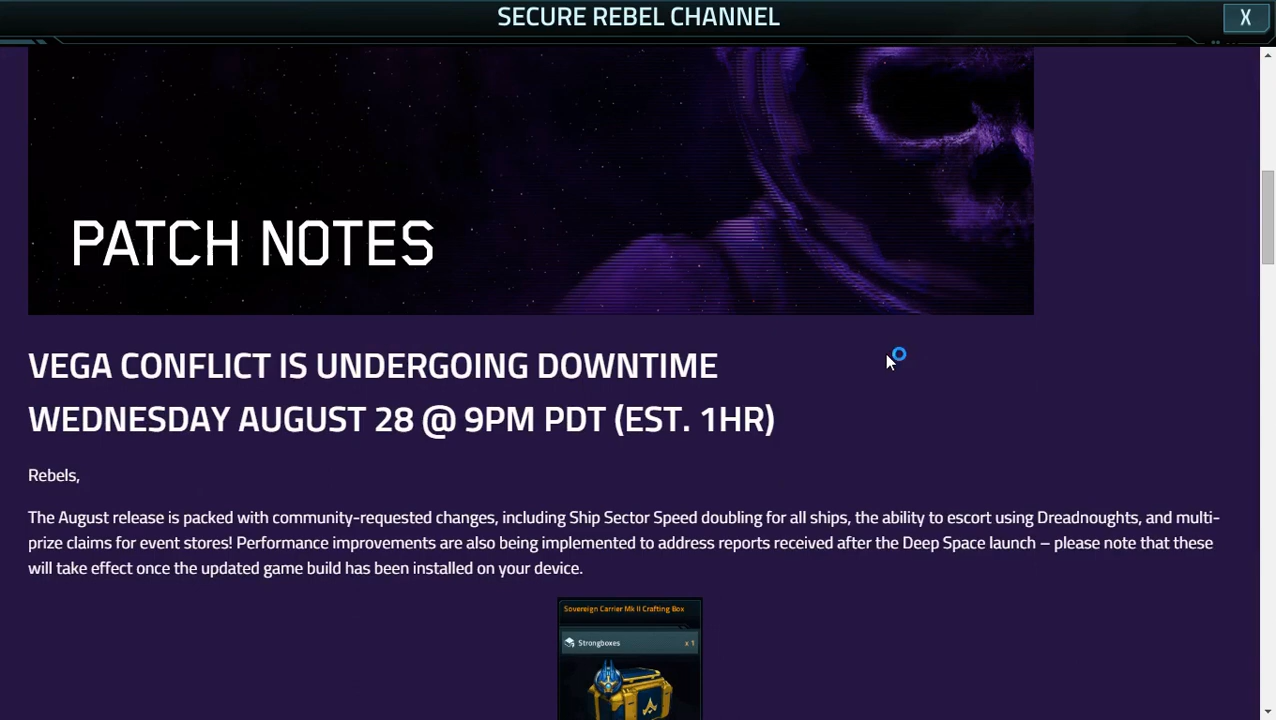 SECURE REBEL CHANNEL
X
PATCH NOTES
VEGA CONFLICT IS UNDERGOING DOWNTIME
WEDNESDAY AUGUST 28 @ 9PM PDT (EST. 1HR)
Rebels,
The August release is packed with community-requested changes, including Ship Sector Speed doubling for all ships, the ability to escort using Dreadnoughts, and multi-
prize claims for event stores! Performance improvements are also being implemented to address reports received after the Deep Space launch – please note that these
will take effect once the updated game build has been installed on your device.
Sovereign Carrier Mk II Crafting Box
Strongboxes x 1